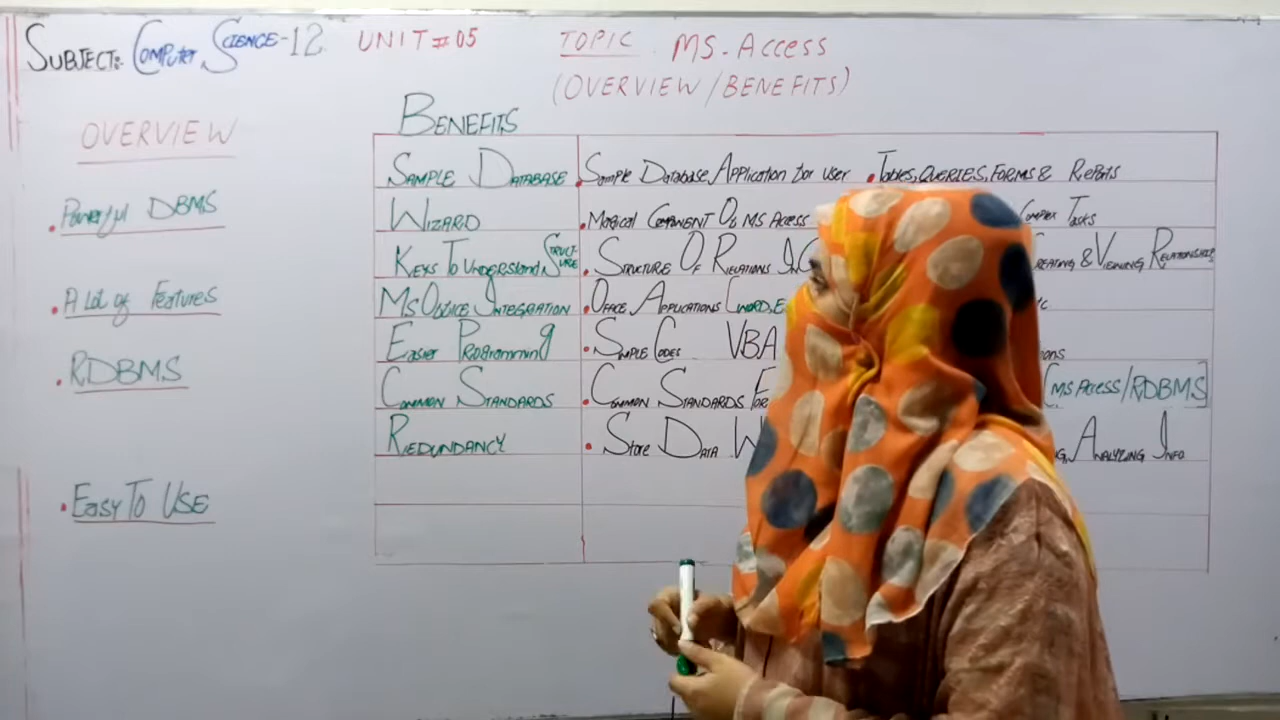 SUBJECT:. COMPUTER SCIENCE-12 UNIT # 05 TOPIC MS-ACCESS
(OVERVIEW/BENEFITS)
OVERVIEW
. Powerful DBMS
. A Lot of Features
. RDBMS
. EASY TO USE
BENEFITS
SAMPLE DATABASE . Sample Database Application for User . Tables, QUERIES, FORMS & REPORTS
WIZARD . MAGICAL COMPONENT OF MS ACCESS COMPLEX TASKS
KEYS TO UNDERSTAND STRUCTURE . STRUCTURE OF RELATIONS & VIEWING RELATIONSHIP
MS OFFICE INTEGRATION . OFFICE APPLICATIONS (WORD, E
EASIER PROGRAMMING . SIMPLE CODES VBA
COMMON STANDARDS . COMMON STANDARDS [MS ACCESS/RDBMS]
REDUNDANCY . STORE DATA ANALYZING INFO